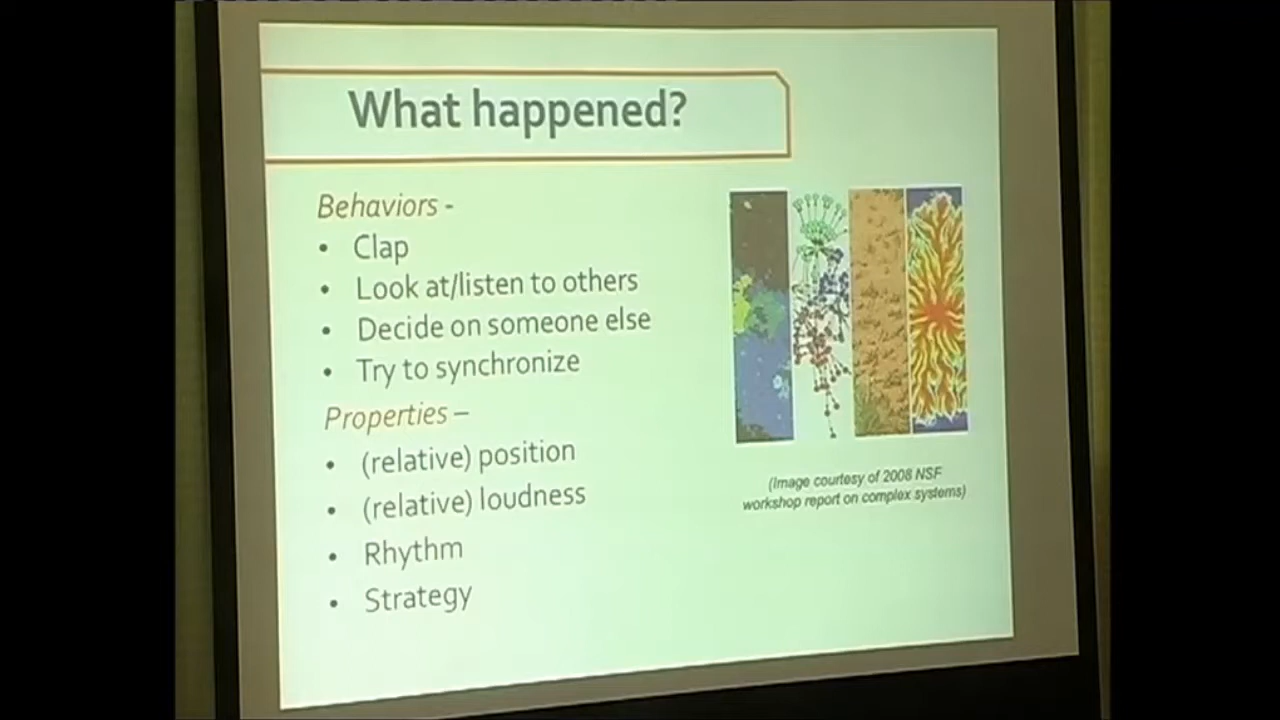 What happened?
Behaviors -
• Clap
• Look at/listen to others
• Decide on someone else
• Try to synchronize
Properties –
• (relative) position
• (relative) loudness
• Rhythm
• Strategy
(Image courtesy of 2008 NSF
workshop report on complex systems)